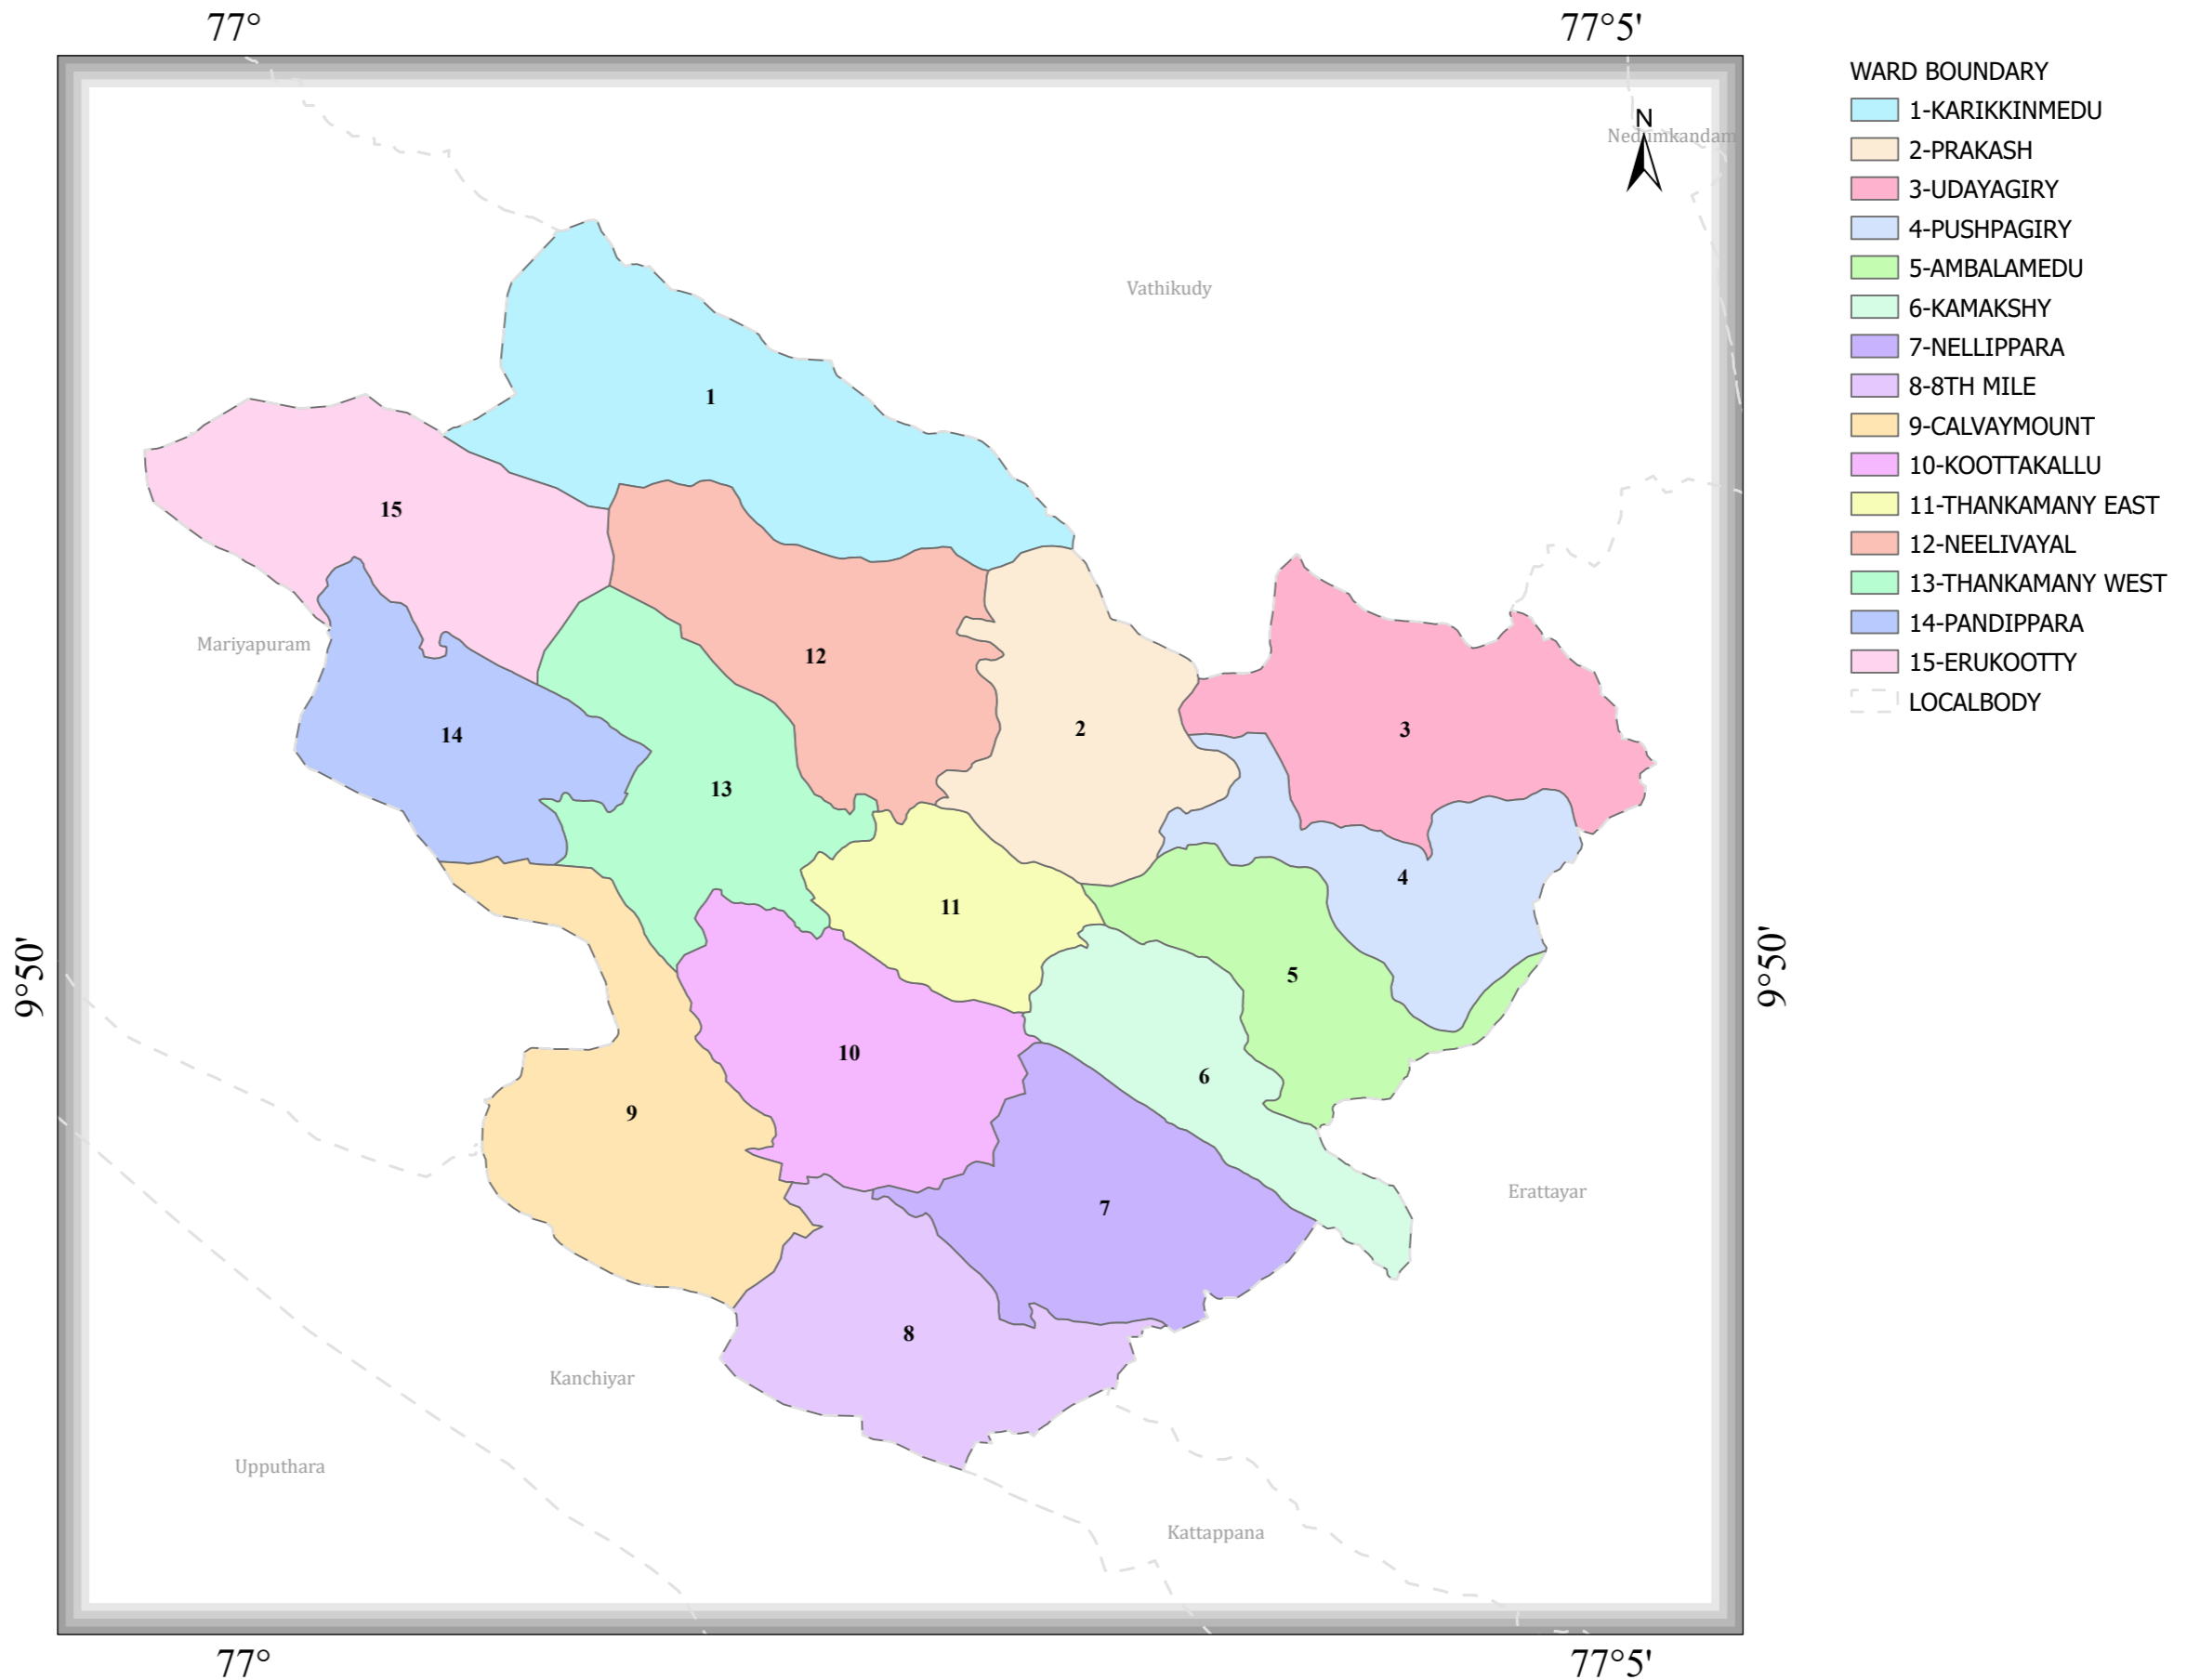 77°
77°5'
WARD BOUNDARY
1-KARIKKINMEDU
2-PRAKASH
3-UDAYAGIRY
4-PUSHPAGIRY
5-AMBALAMEDU
6-KAMAKSHY
7-NELLIPPARA
8-8TH MILE
9-CALVAYMOUNT
10-KOOTTAKALLU
11-THANKAMANY EAST
12-NEELIVAYAL
13-THANKAMANY WEST
14-PANDIPPARA
15-ERUKOOTTY
LOCALBODY
N
Nedumkandam
Vathikudy
1
15
Mariyapuram
12
2
3
14
13
4
11
9°50'
9°50'
5
10
6
9
Erattayar
7
8
Kanchiyar
Upputhara
Kattappana
77°
77°5'